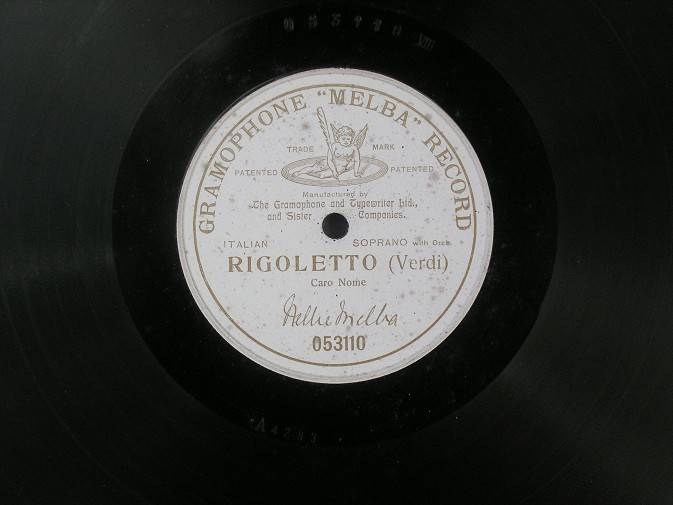 053110 VIII
GRAMOPHONE "MELBA" RECORD
TRADE MARK
PATENTED PATENTED
Manufactured by
The Gramophone and Typewriter Ltd.,
and Sister Companies.
ITALIAN SOPRANO with Orch.
RIGOLETTO (Verdi)
Caro Nome
Nellie Melba
053110